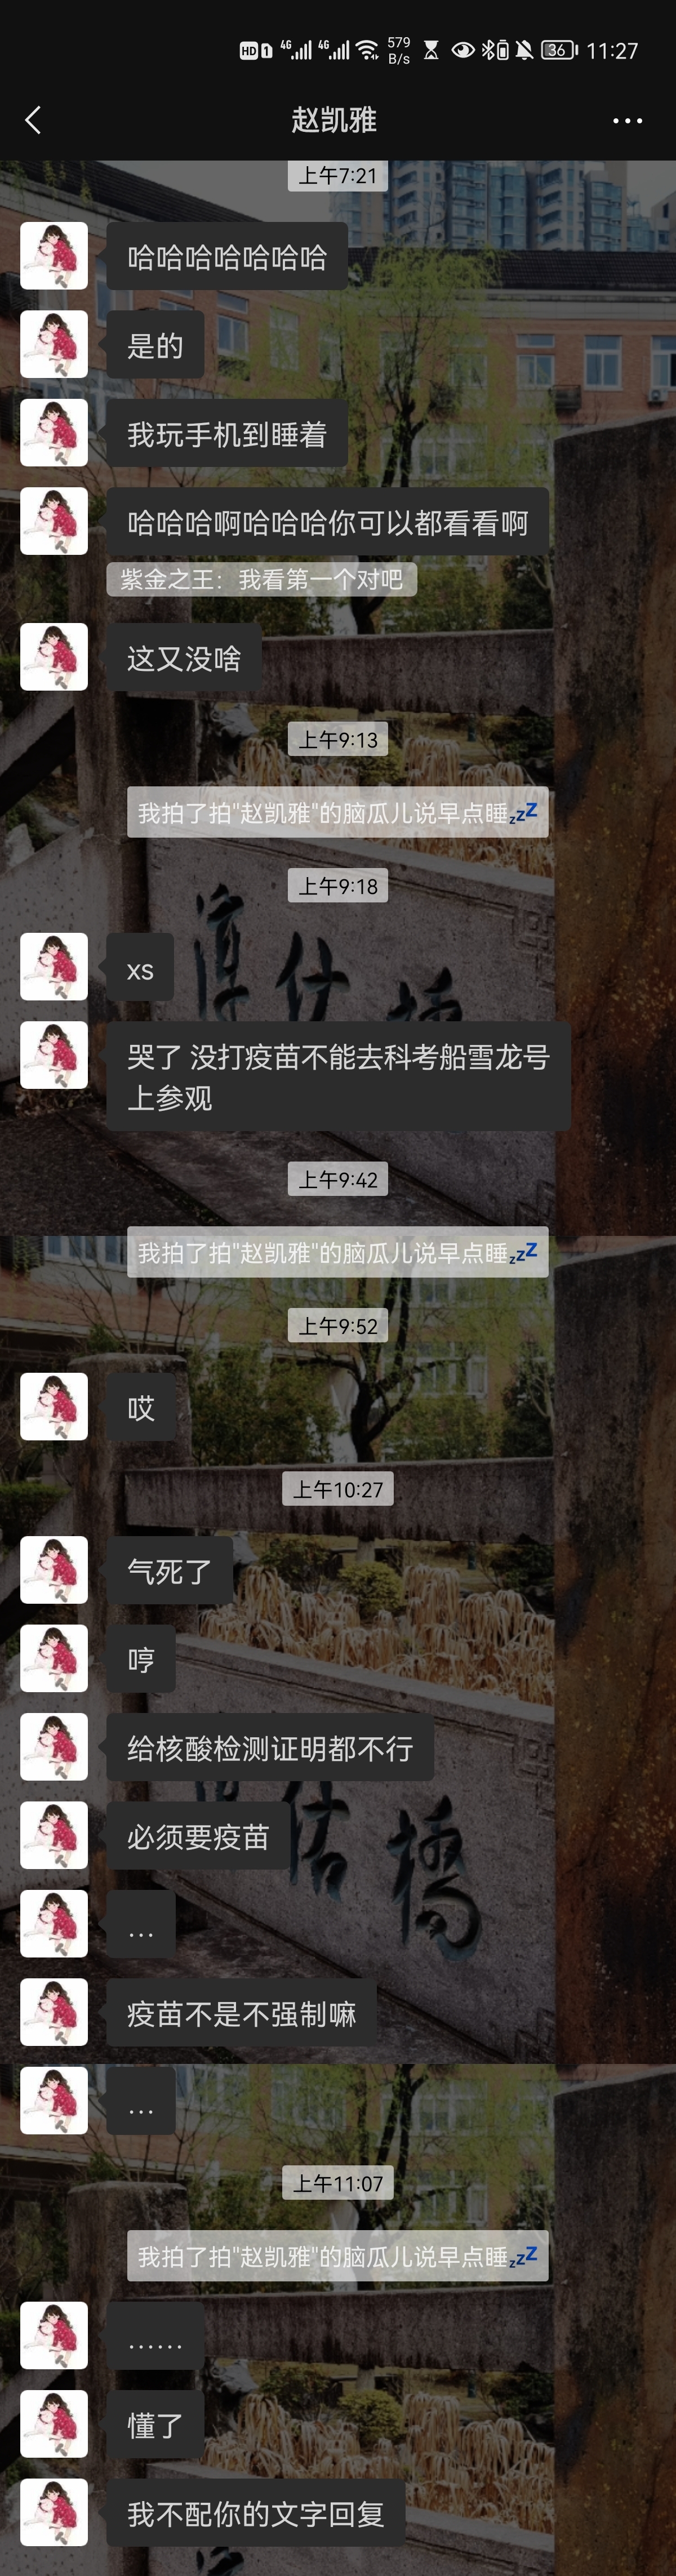 HD 1 4G 4G 579 B/s 36 11:27
赵凯雅
上午7:21
哈哈哈哈哈哈哈
是的
我玩手机到睡着
哈哈哈啊哈哈哈你可以都看看啊
紫金之王：我看第一个对吧
这又没啥
上午9:13
我拍了拍"赵凯雅"的脑瓜儿说早点睡💤
上午9:18
xs
哭了 没打疫苗不能去科考船雪龙号
上参观
上午9:42
我拍了拍"赵凯雅"的脑瓜儿说早点睡💤
上午9:52
哎
上午10:27
气死了
哼
给核酸检测证明都不行
必须要疫苗
...
疫苗不是不强制嘛
...
上午11:07
我拍了拍"赵凯雅"的脑瓜儿说早点睡💤
......
懂了
我不配你的文字回复